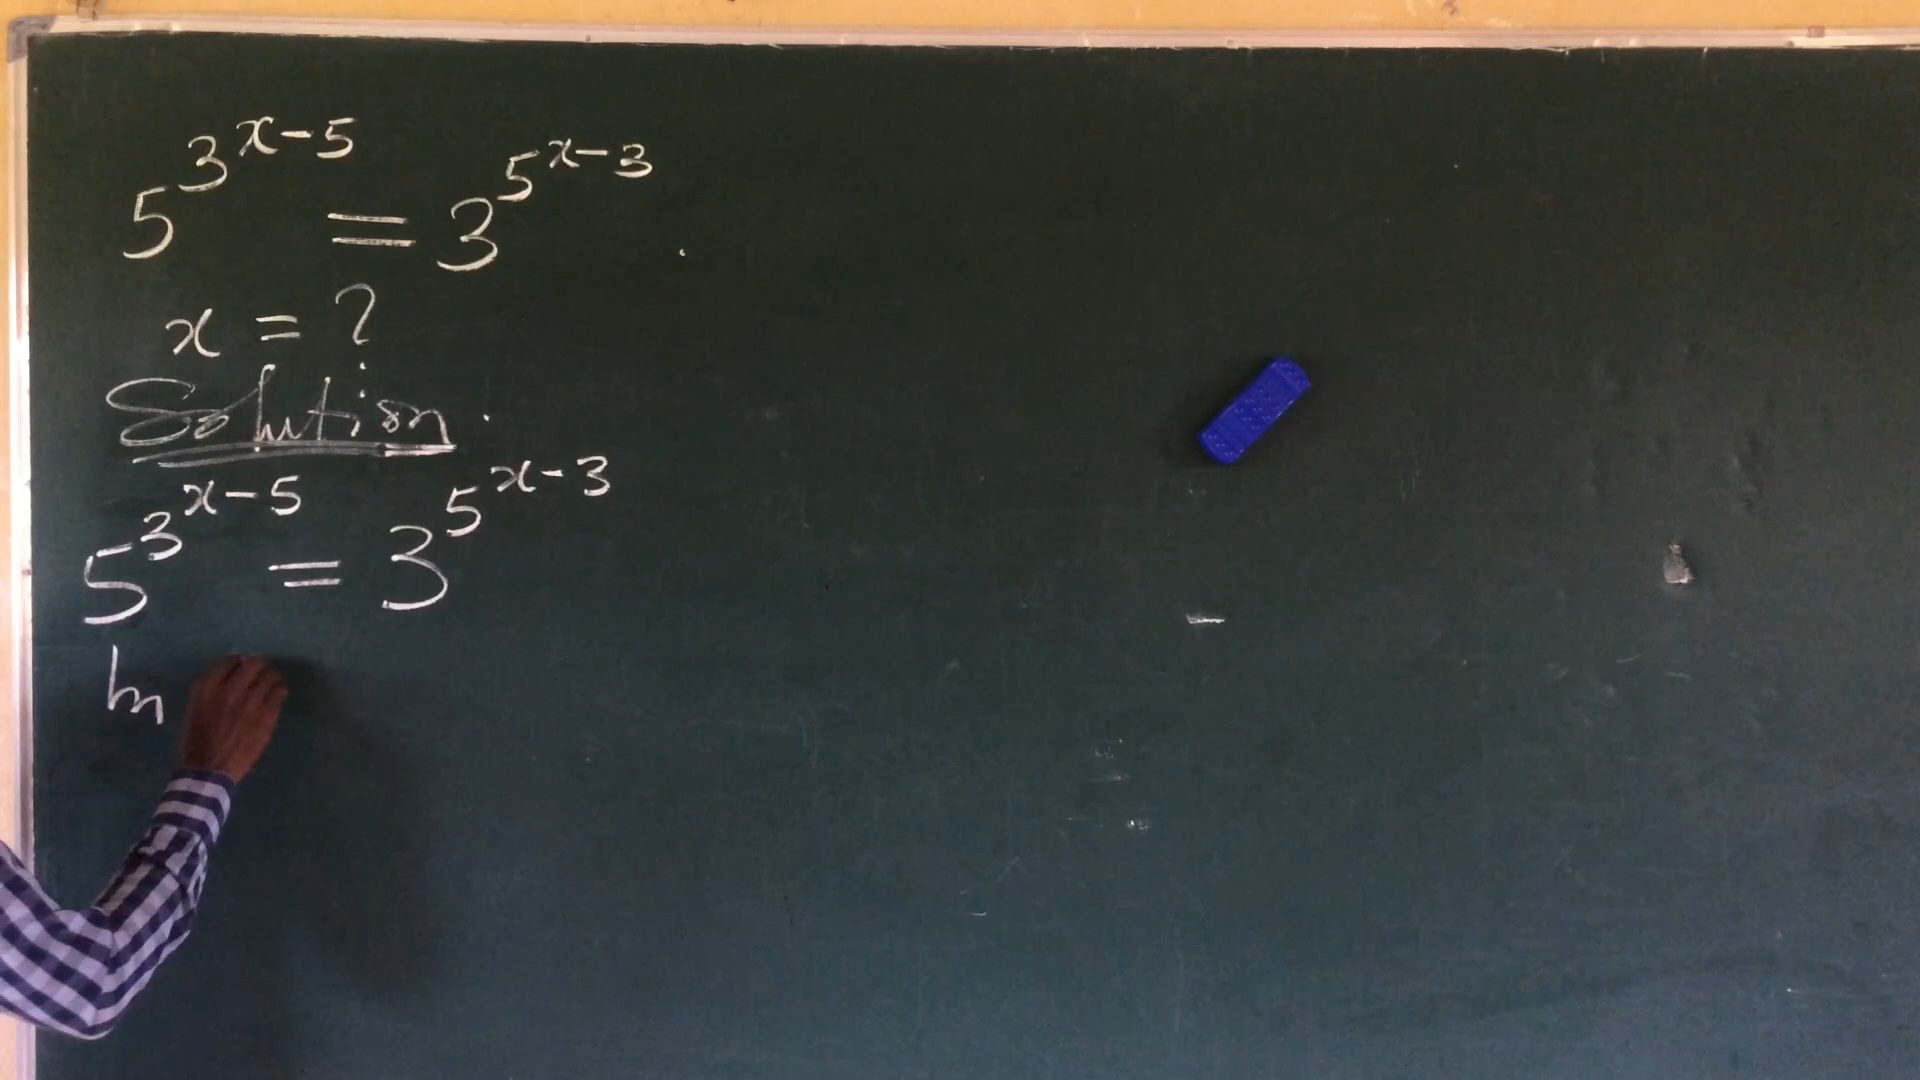 5^{3^{x-5}} = 3^{5^{x-3}}.
x = ?
Solution.
5^{3^{x-5}} = 3^{5^{x-3}}
ln